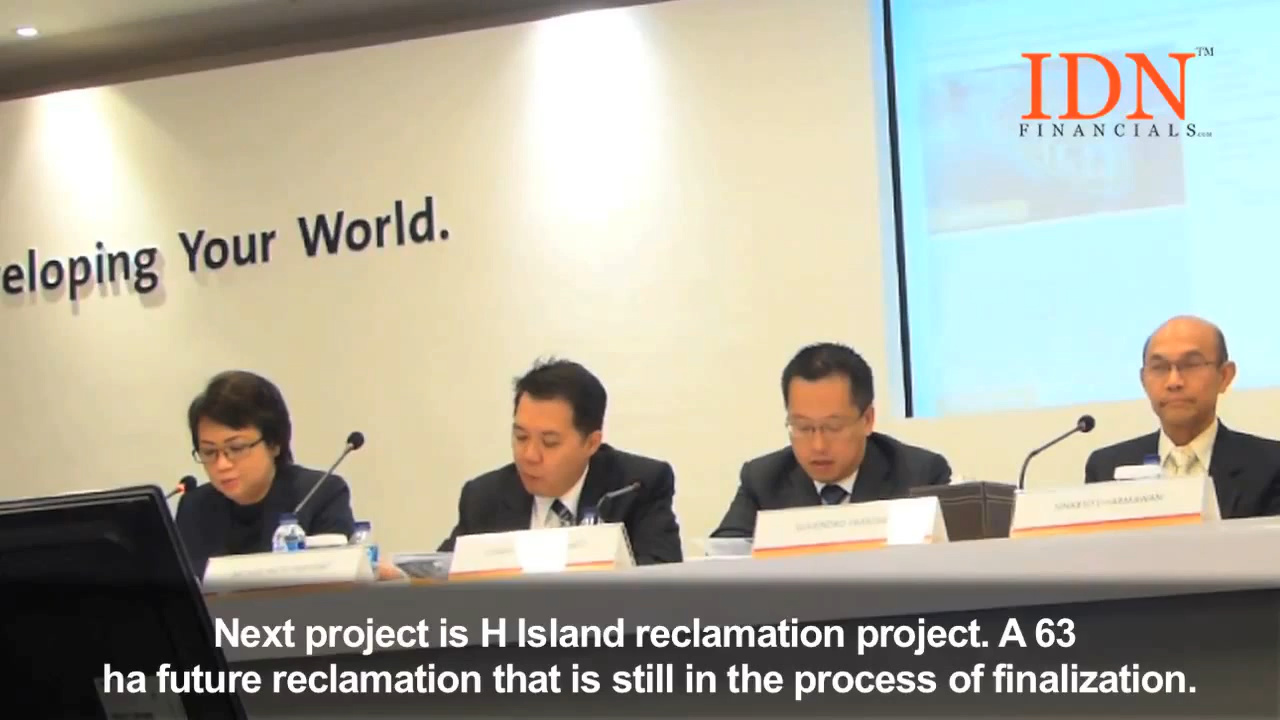 IDN™
FINANCIALS.com
eloping Your World.
Next project is H Island reclamation project. A 63
ha future reclamation that is still in the process of finalization.